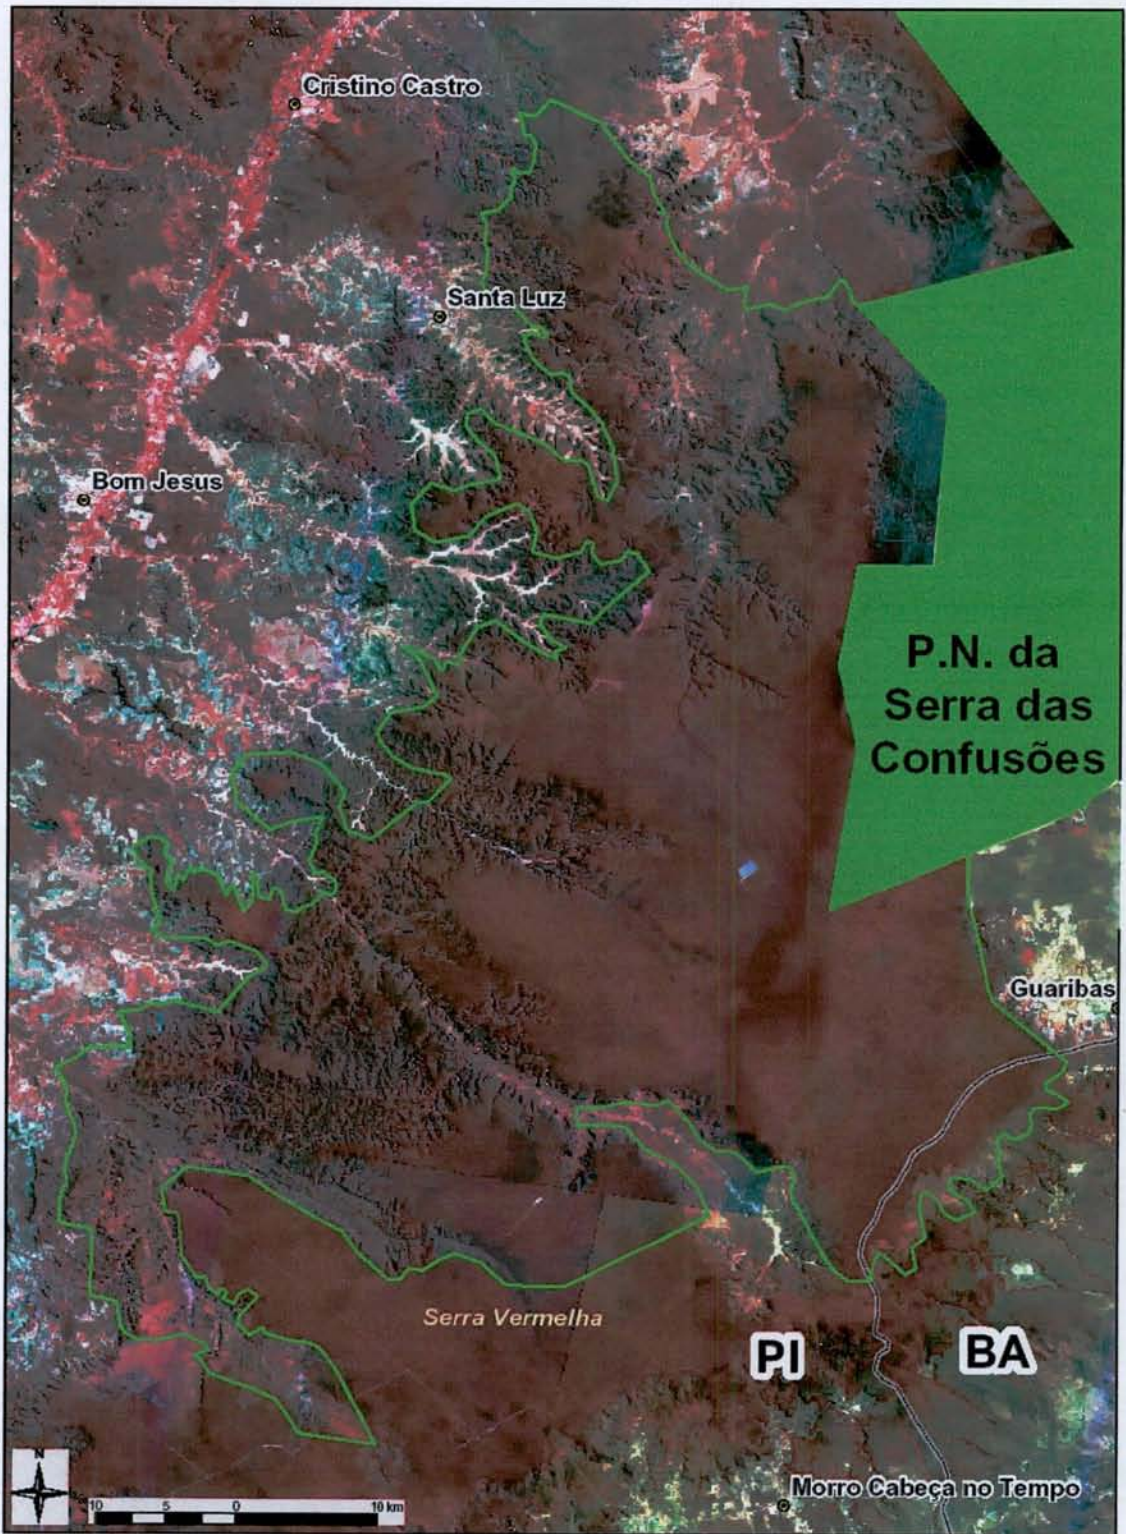 Cristino Castro
Santa Luz
Bom Jesus
P.N. da
Serra das
Confusões
Guaribas
Serra Vermelha
PI
BA
Morro Cabeça no Tempo
N
10 5 0 10 km